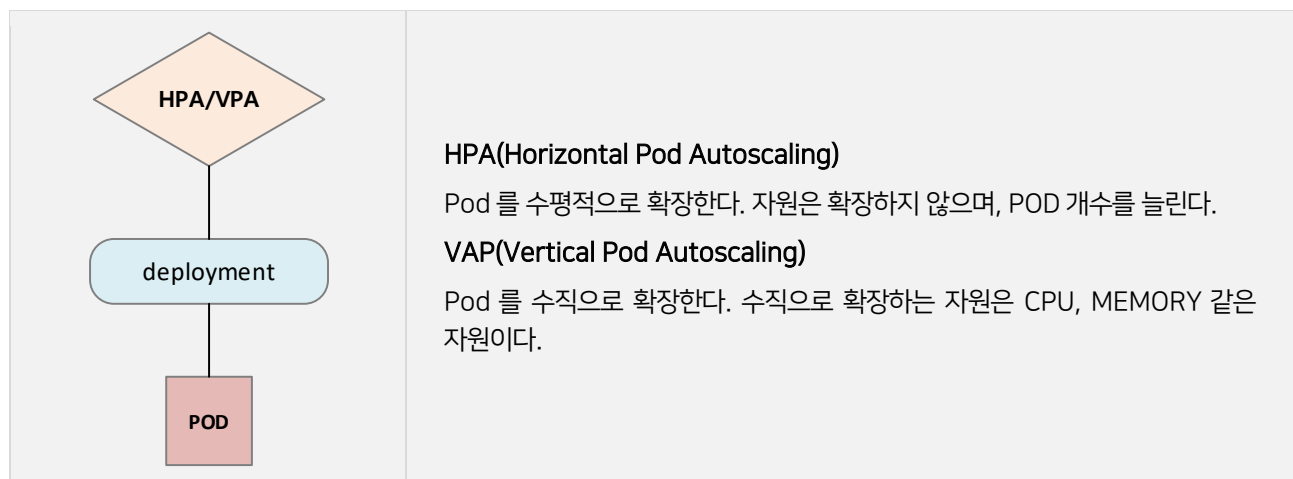 HPA/VPA
deployment
POD
HPA(Horizontal Pod Autoscaling)
Pod 를 수평적으로 확장한다. 자원은 확장하지 않으며, POD 개수를 늘린다.
VAP(Vertical Pod Autoscaling)
Pod 를 수직으로 확장한다. 수직으로 확장하는 자원은 CPU, MEMORY 같은
자원이다.